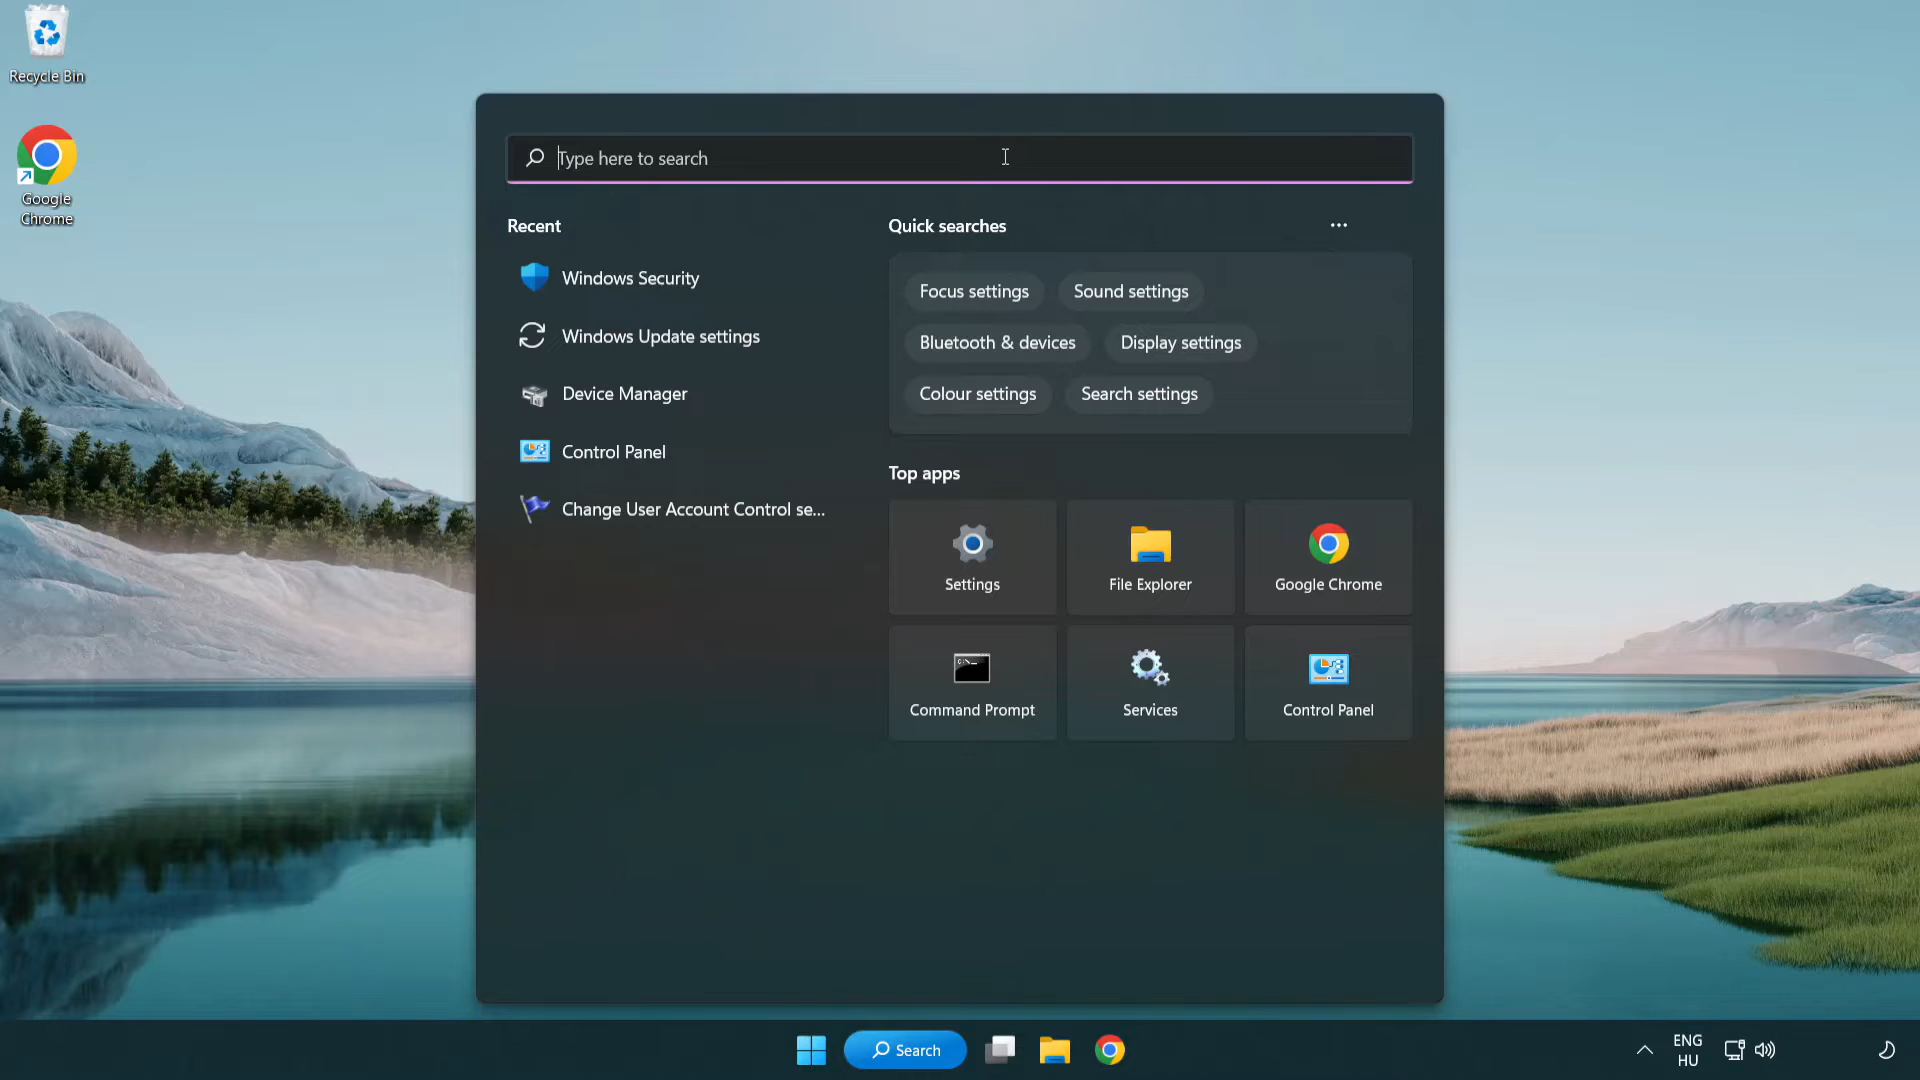 Recycle Bin
Google
Chrome
Type here to search
Recent
Windows Security
Windows Update settings
Device Manager
Control Panel
Change User Account Control se...
Quick searches
Focus settings
Sound settings
Bluetooth & devices
Display settings
Colour settings
Search settings
Top apps
Settings
File Explorer
Google Chrome
Command Prompt
Services
Control Panel
Search
ENG
HU